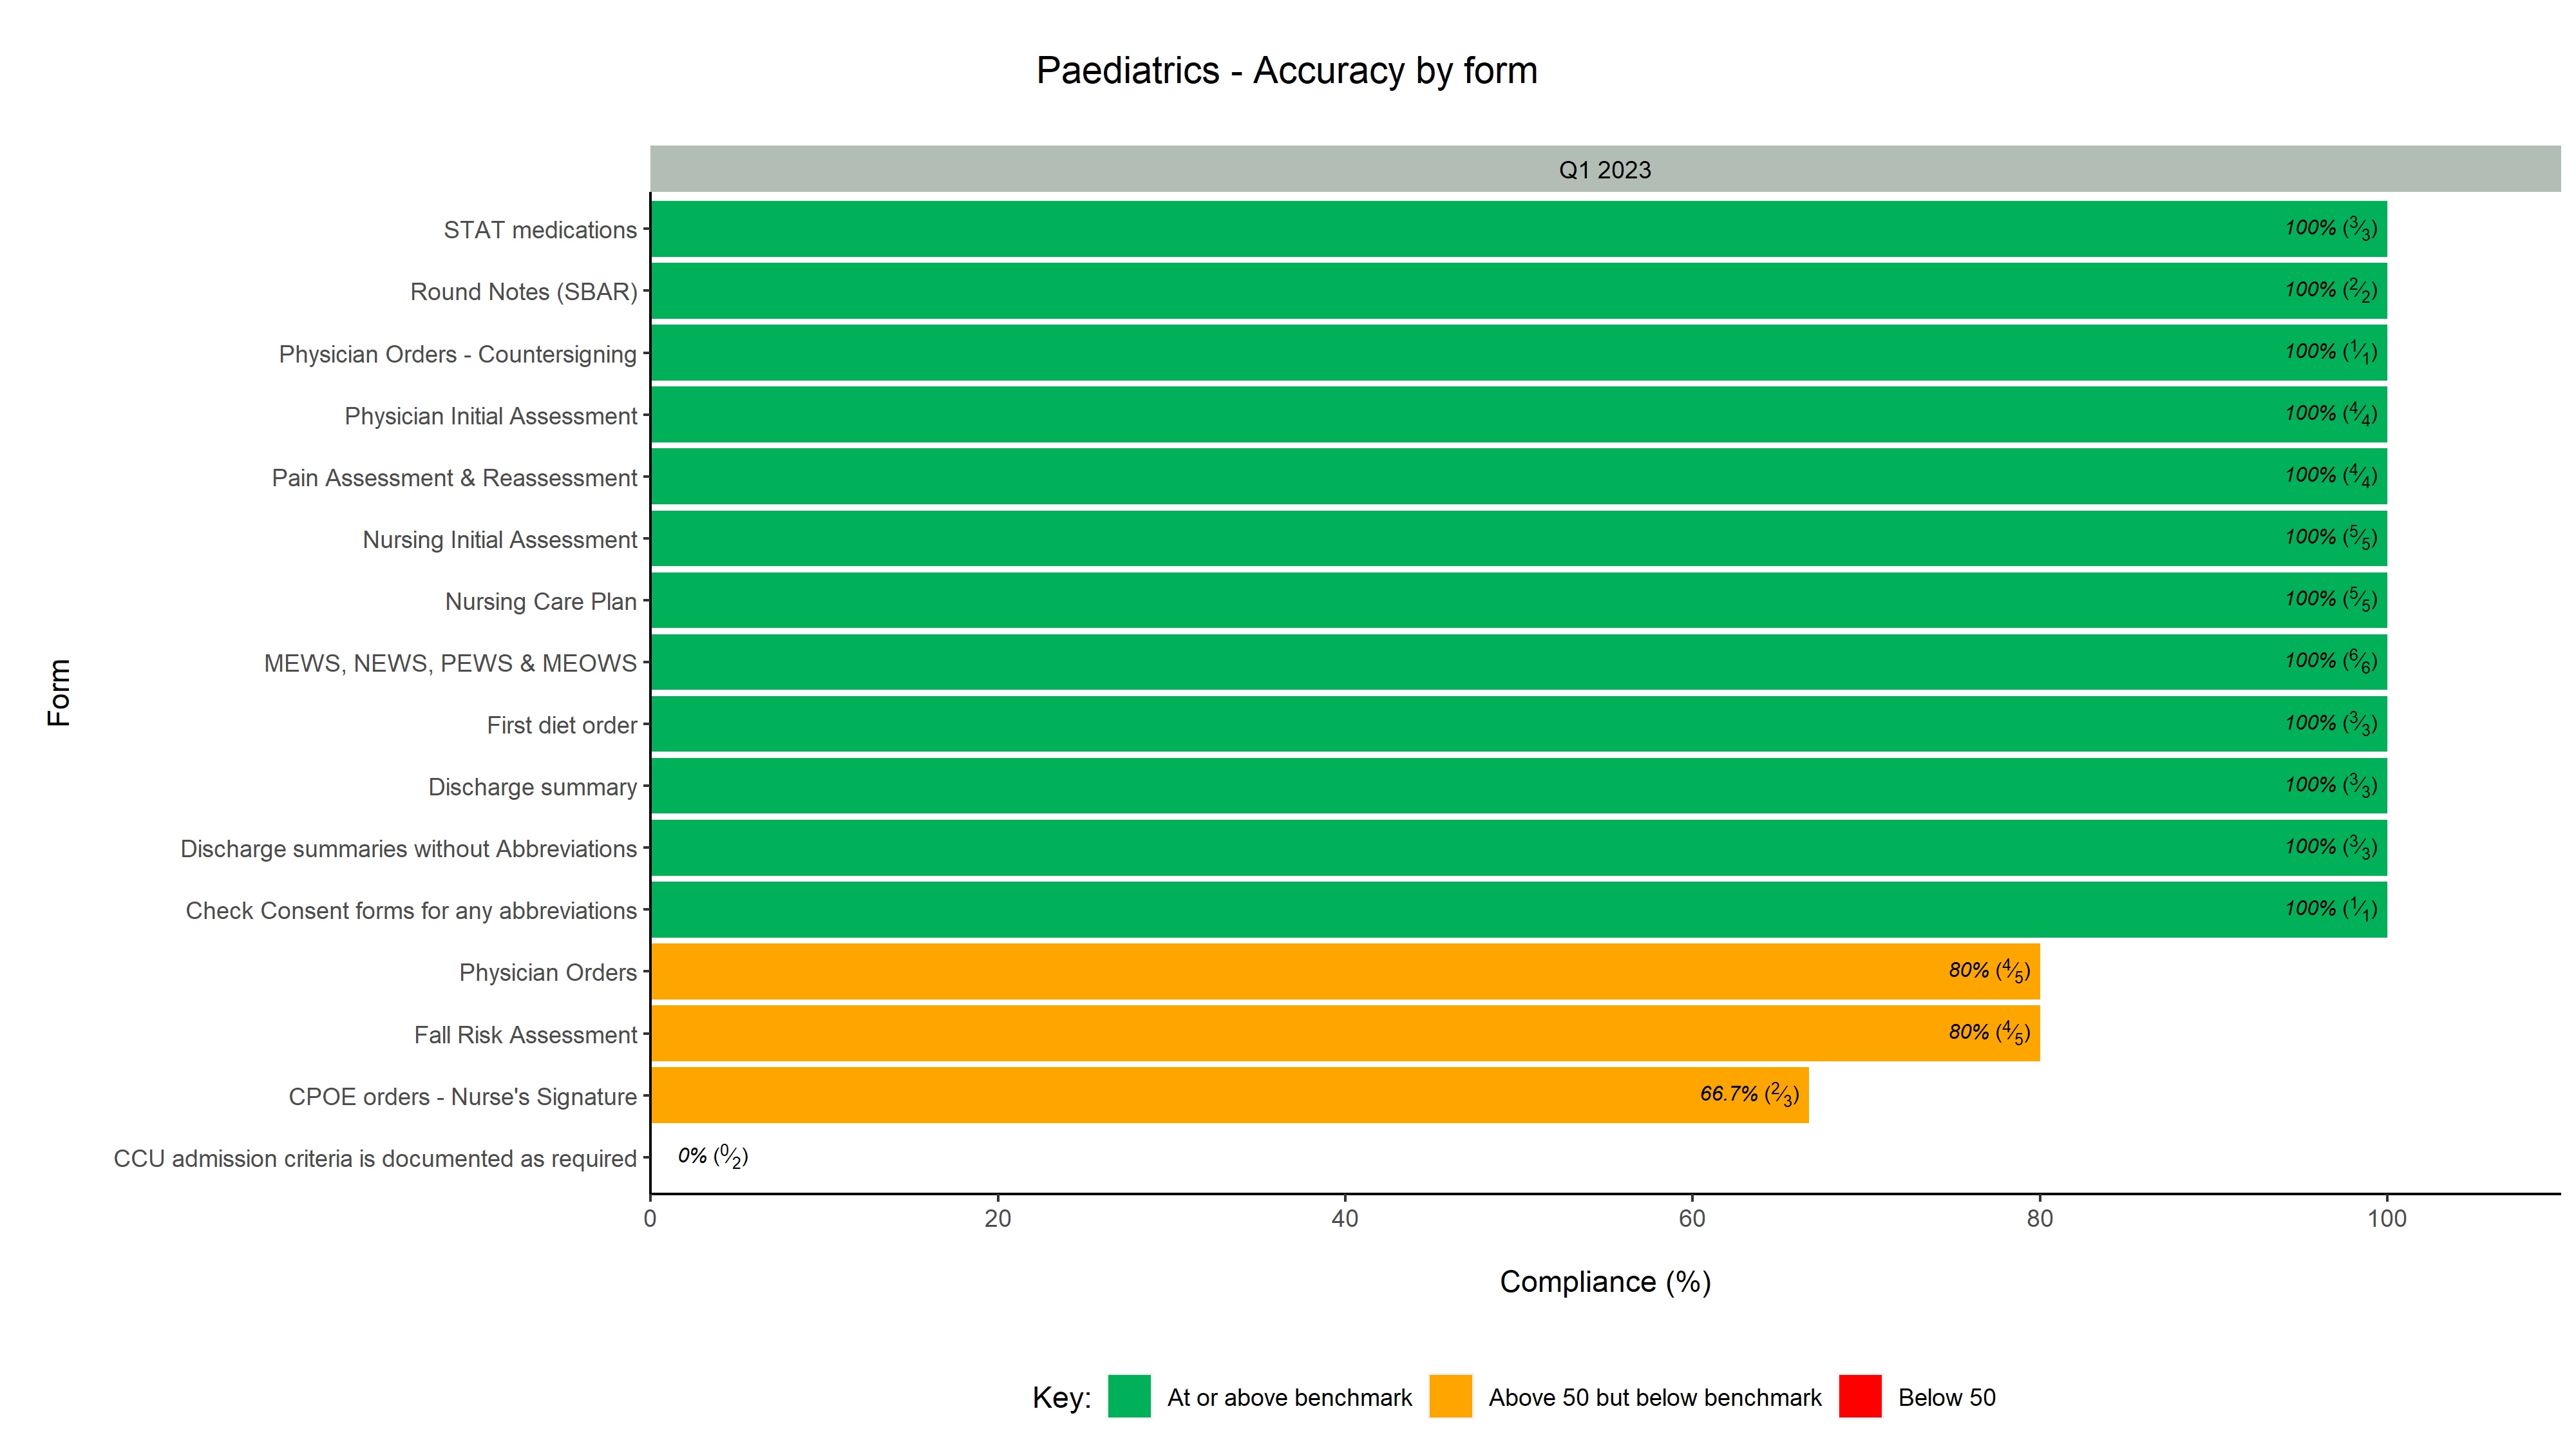 Paediatrics - Accuracy by form
Q1 2023
STAT medications 100% (3⁄3)
Round Notes (SBAR) 100% (2⁄2)
Physician Orders - Countersigning 100% (1⁄1)
Physician Initial Assessment 100% (4⁄4)
Pain Assessment & Reassessment 100% (4⁄4)
Nursing Initial Assessment 100% (5⁄5)
Nursing Care Plan 100% (5⁄5)
MEWS, NEWS, PEWS & MEOWS 100% (6⁄6)
First diet order 100% (3⁄3)
Discharge summary 100% (3⁄3)
Discharge summaries without Abbreviations 100% (3⁄3)
Check Consent forms for any abbreviations 100% (1⁄1)
Physician Orders 80% (4⁄5)
Fall Risk Assessment 80% (4⁄5)
CPOE orders - Nurse's Signature 66.7% (2⁄3)
CCU admission criteria is documented as required 0% (0⁄2)
Form
0 20 40 60 80 100
Compliance (%)
Key: At or above benchmark Above 50 but below benchmark Below 50